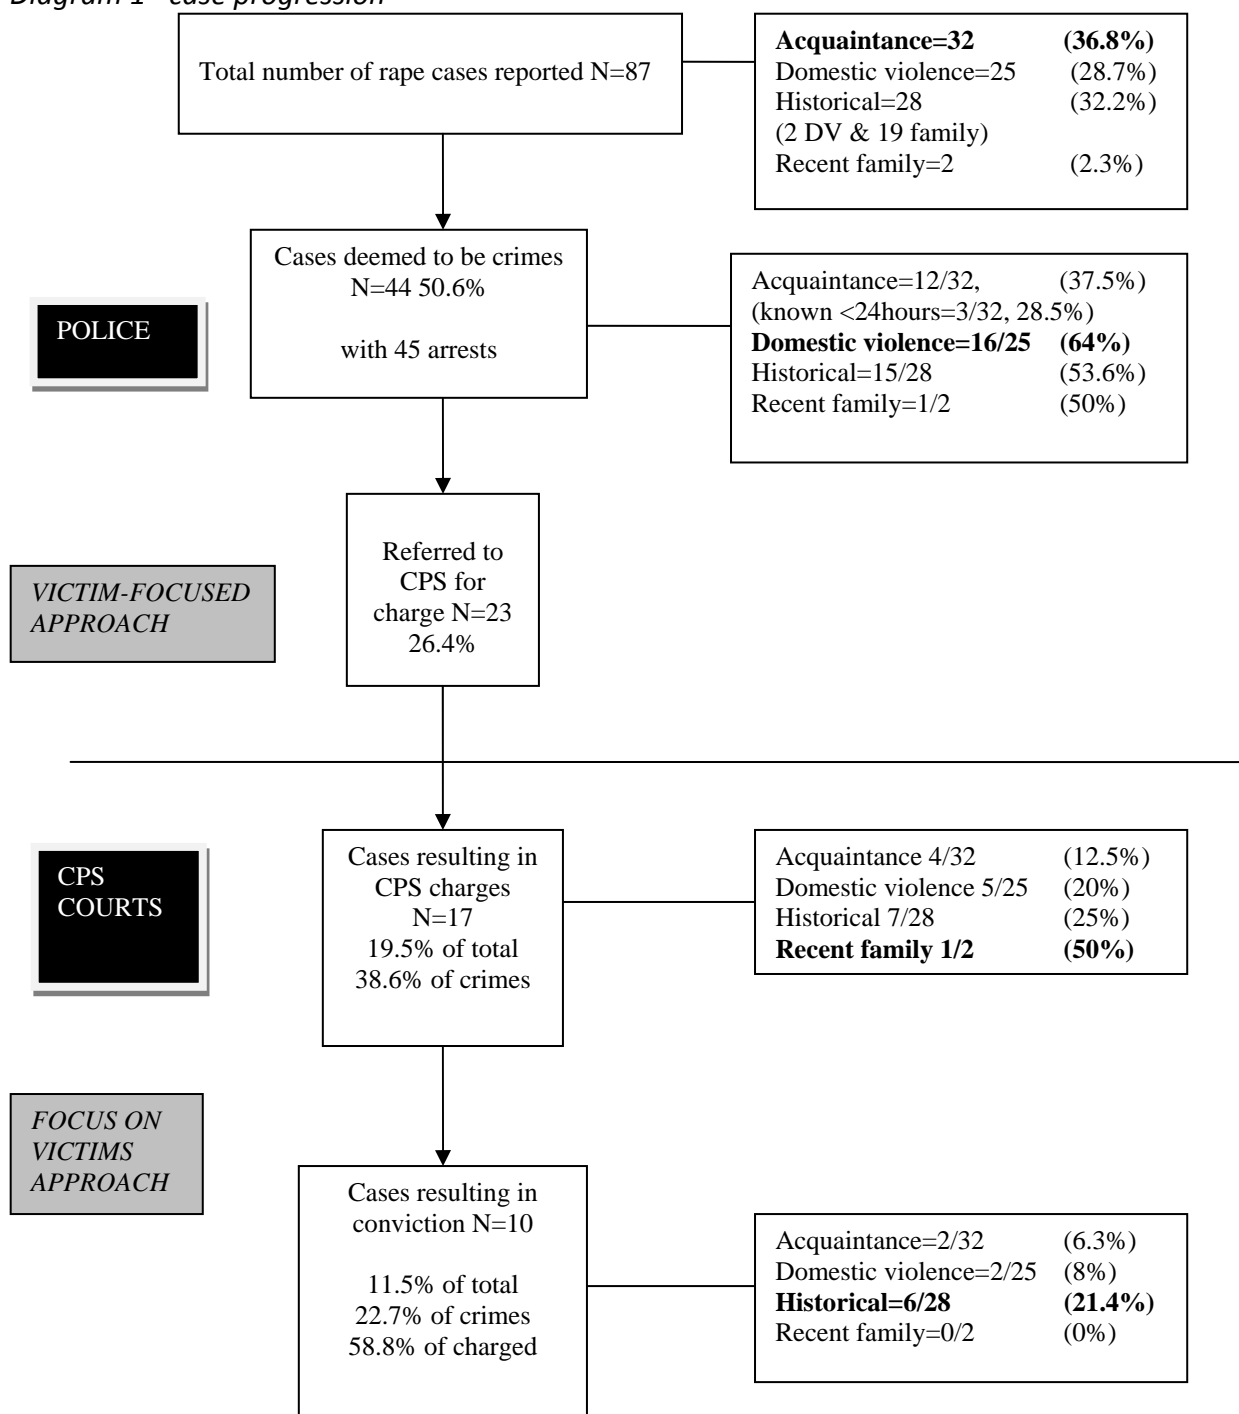 Diagram 1 - case progression
Total number of rape cases reported N=87
Acquaintance=32 (36.8%)
Domestic violence=25 (28.7%)
Historical=28 (32.2%)
(2 DV & 19 family)
Recent family=2 (2.3%)
Cases deemed to be crimes
N=44 50.6%
with 45 arrests
Acquaintance=12/32, (37.5%)
(known <24hours=3/32, 28.5%)
Domestic violence=16/25 (64%)
Historical=15/28 (53.6%)
Recent family=1/2 (50%)
POLICE
Referred to
CPS for
charge N=23
26.4%
VICTIM-FOCUSED
APPROACH
Cases resulting in
CPS charges
N=17
19.5% of total
38.6% of crimes
Acquaintance 4/32 (12.5%)
Domestic violence 5/25 (20%)
Historical 7/28 (25%)
Recent family 1/2 (50%)
CPS
COURTS
FOCUS ON
VICTIMS
APPROACH
Cases resulting in
conviction N=10
11.5% of total
22.7% of crimes
58.8% of charged
Acquaintance=2/32 (6.3%)
Domestic violence=2/25 (8%)
Historical=6/28 (21.4%)
Recent family=0/2 (0%)